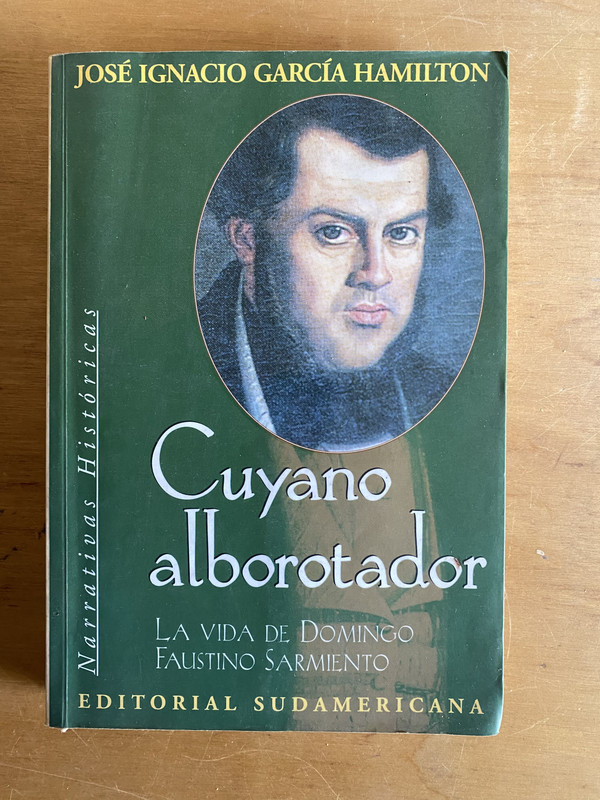 JOSÉ IGNACIO GARCÍA HAMILTON
Narrativas Históricas
Cuyano
alborotador
LA VIDA DE DOMINGO
FAUSTINO SARMIENTO
EDITORIAL SUDAMERICANA